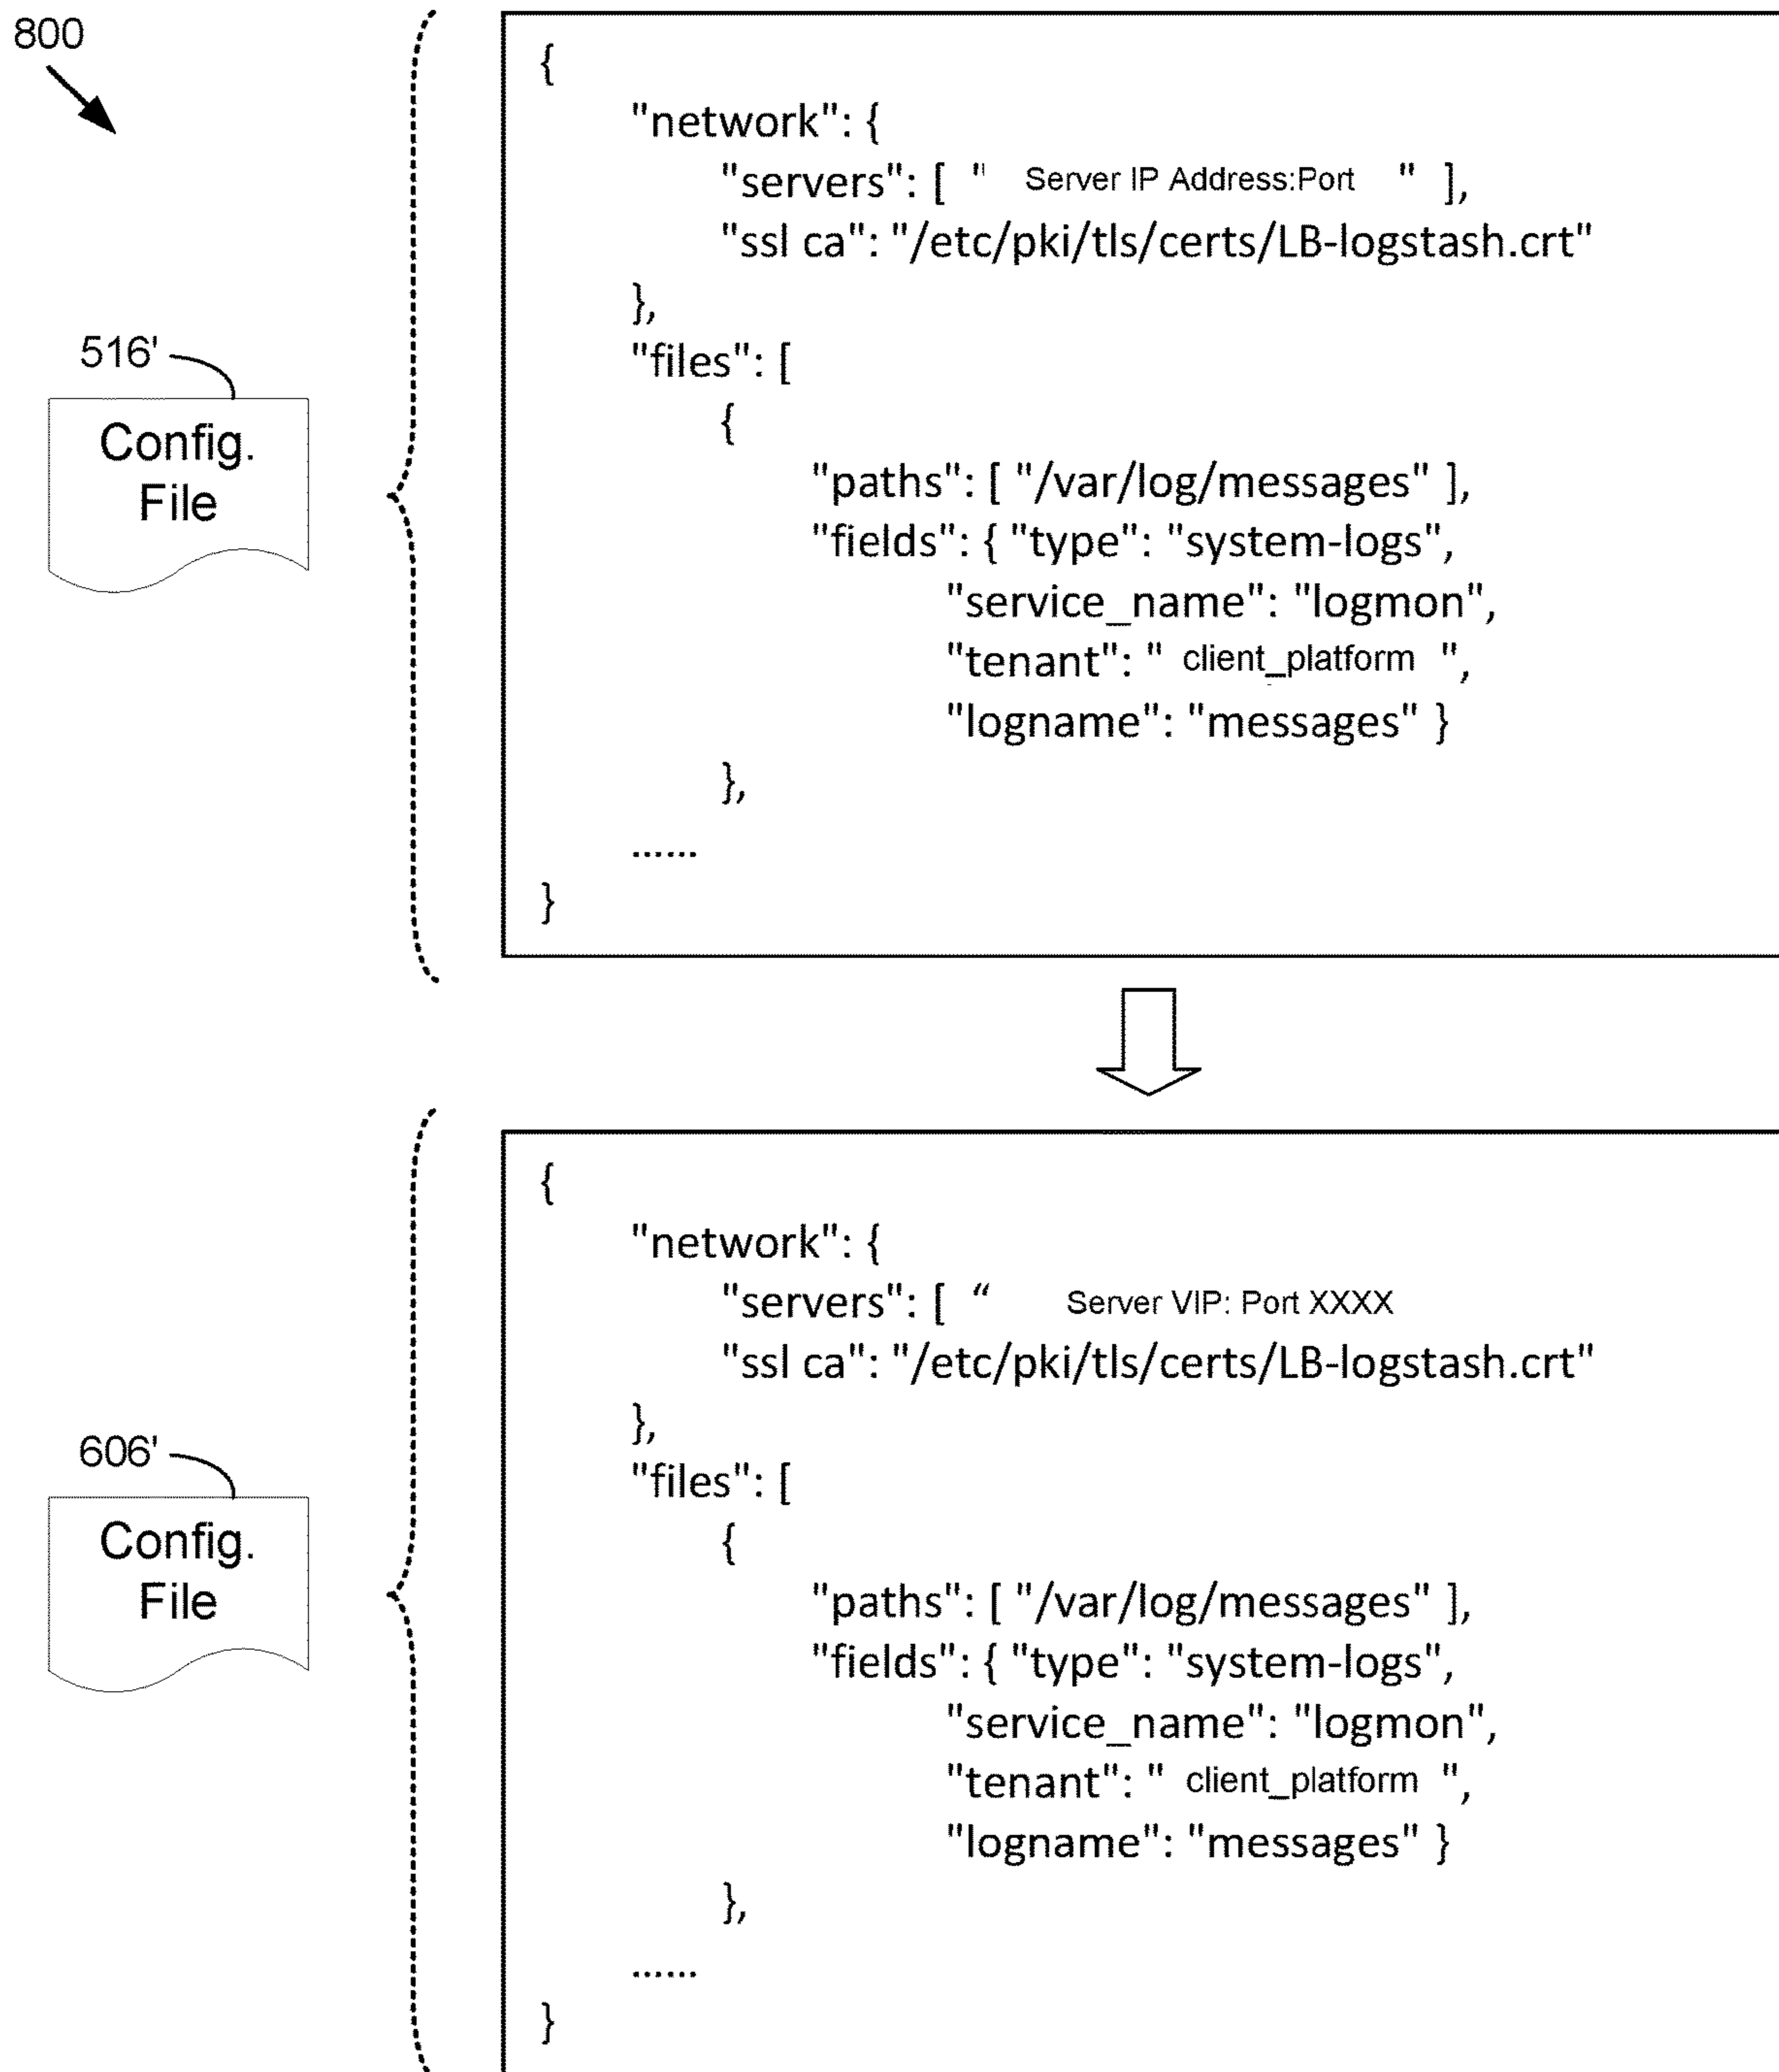 800
{
"network": {
"servers": [ " Server IP Address:Port " ],
"ssl ca": "/etc/pki/tls/certs/LB-logstash.crt"
},
516'
"files": [
{
Config.
File
"paths": [ "/var/log/messages" ],
"fields": { "type": "system-logs",
"service_name": "logmon",
"tenant": " client_platform ",
"logname": "messages" }
},
......
}
{
"network": {
"servers": [ “ Server VIP: Port XXXX
"ssl ca": "/etc/pki/tls/certs/LB-logstash.crt"
},
606'
"files": [
{
Config.
File
"paths": [ "/var/log/messages" ],
"fields": { "type": "system-logs",
"service_name": "logmon",
"tenant": " client_platform ",
"logname": "messages" }
},
......
}